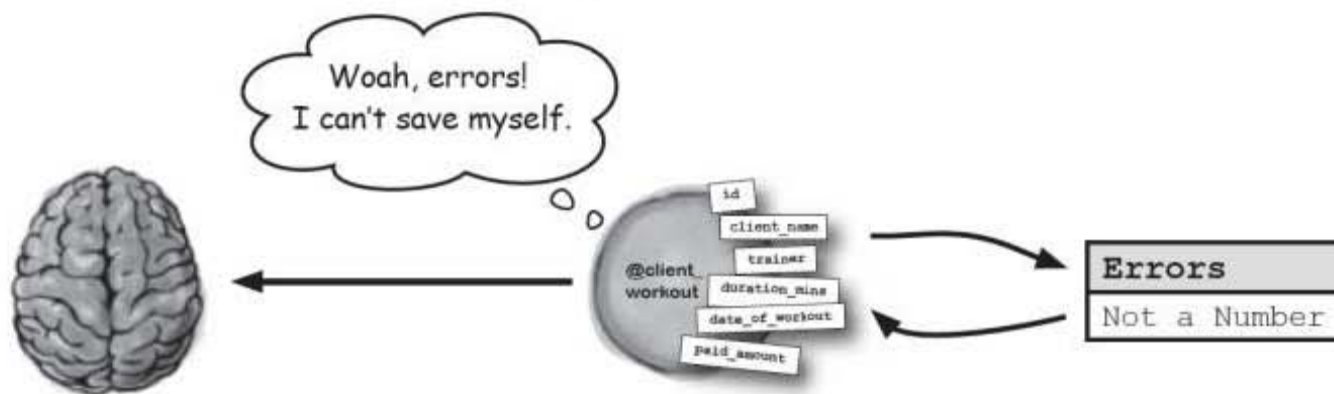 Woah, errors!
I can't save myself.
id
client_name
trainer
@client_
workout
duration_mins
date_of_workout
paid_amount
Errors
Not a Number